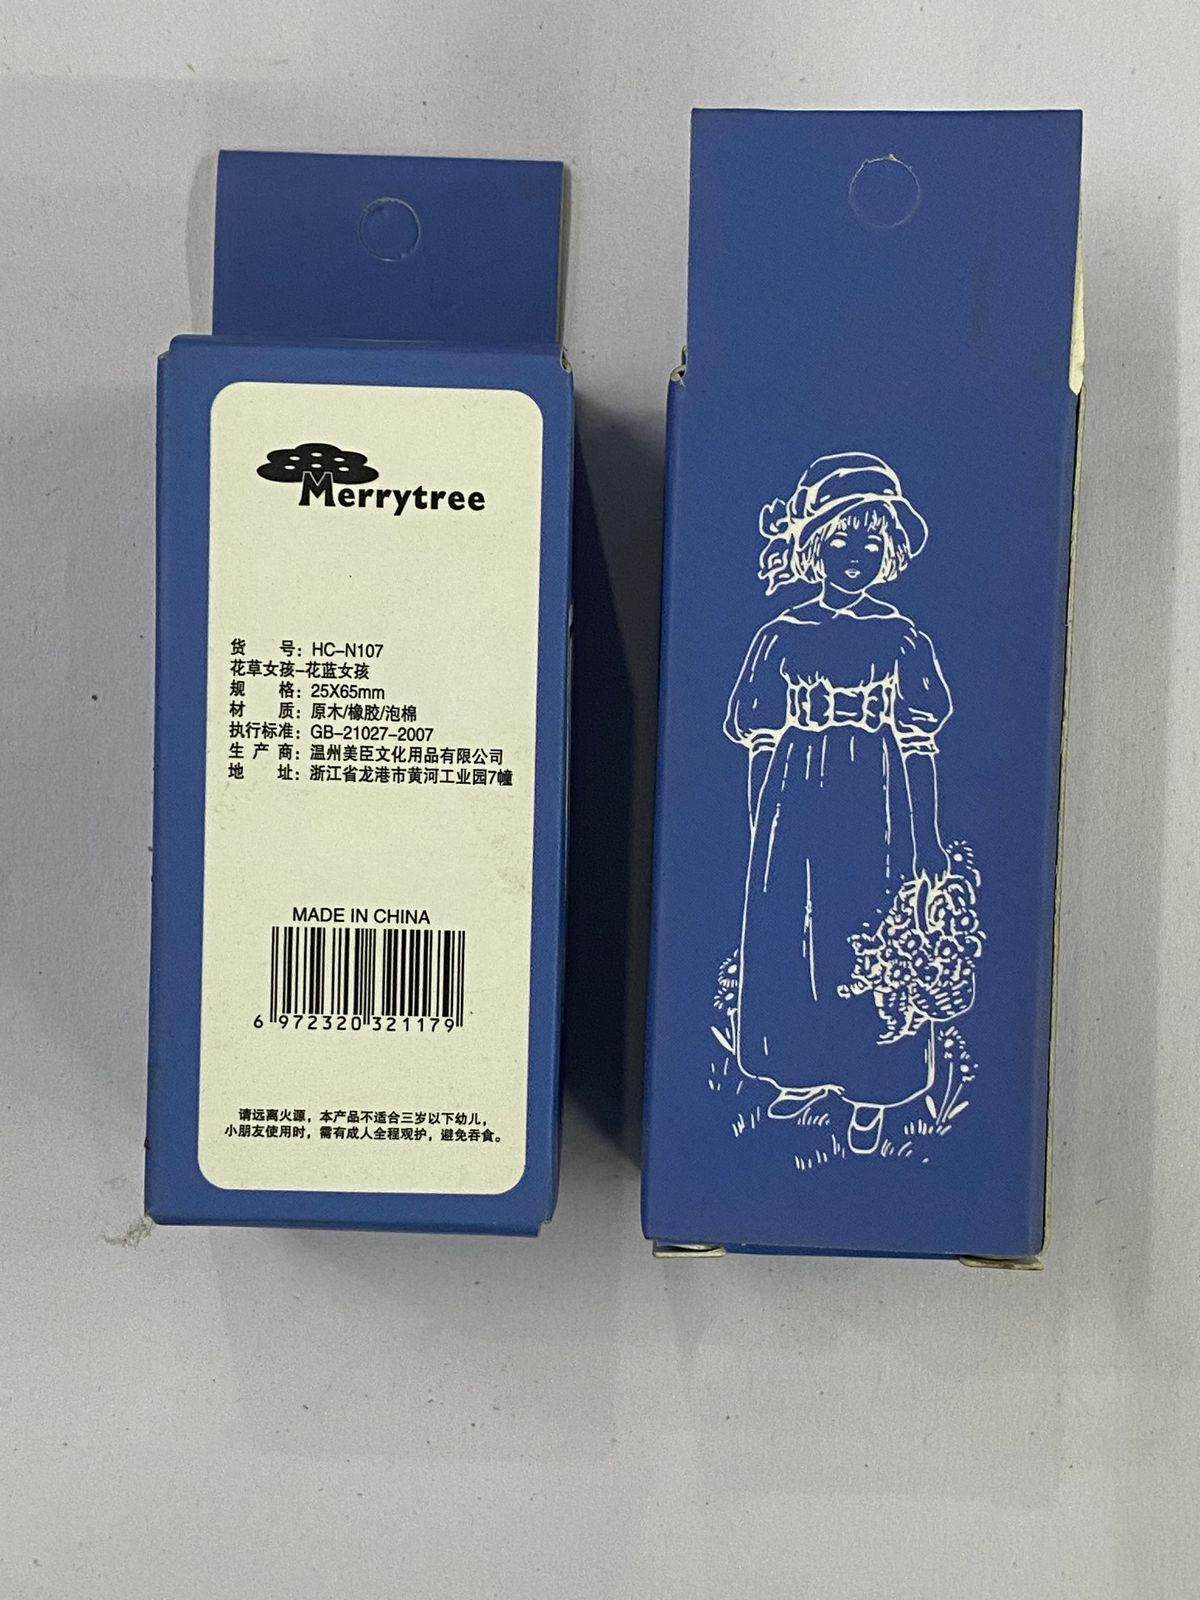 Merrytree
货 号：HC-N107
花草女孩-花蓝女孩
规 格：25X65mm
材 质：原木/橡胶/泡棉
执行标准：GB-21027-2007
生 产 商：温州美臣文化用品有限公司
地 址：浙江省龙港市黄河工业园7幢
MADE IN CHINA
6 972320 321179
请远离火源，本产品不适合三岁以下幼儿，
小朋友使用时，需有成人全程观护，避免吞食。